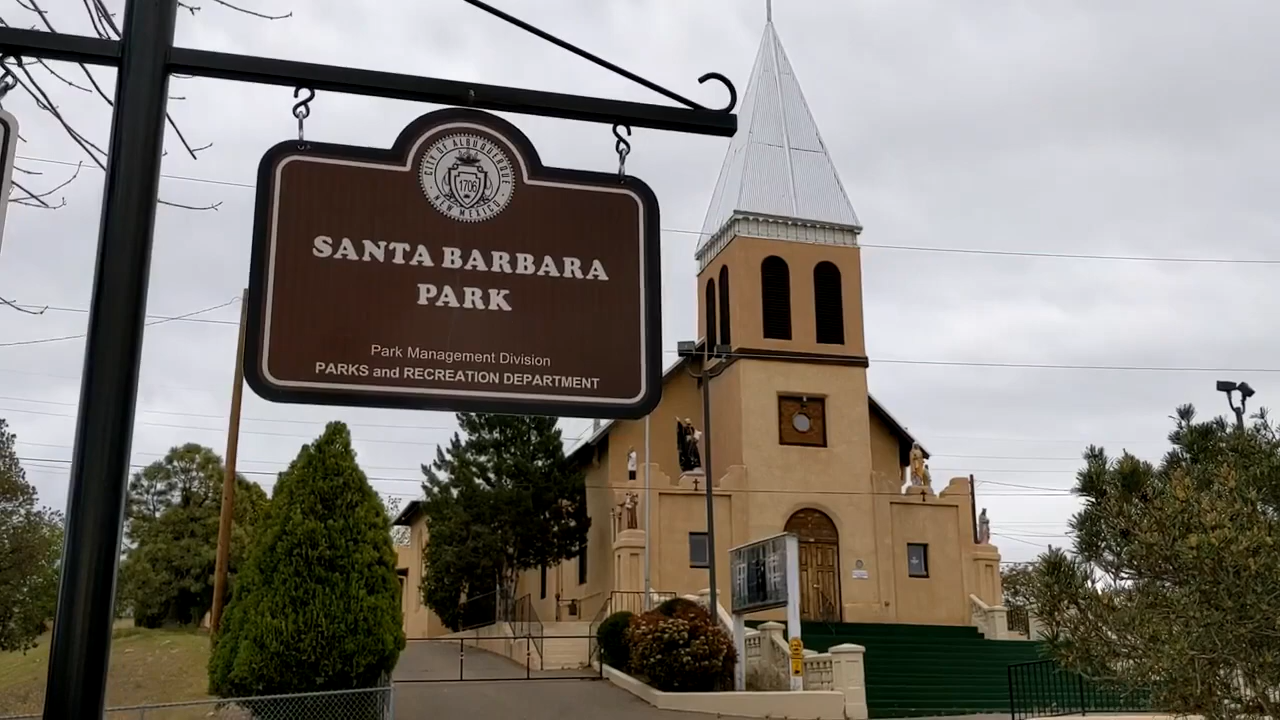 CITY OF ALBUQUERQUE
1706
NEW MEXICO
SANTA BARBARA
PARK
Park Management Division
PARKS and RECREATION DEPARTMENT